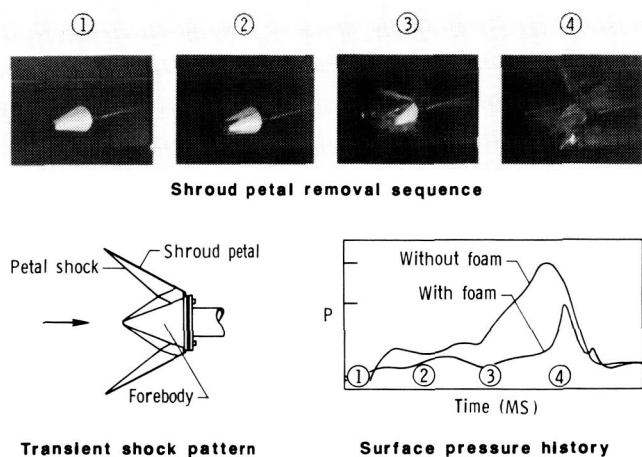 ① ② ③ ④
Shroud petal removal sequence
Petal shock
Shroud petal
Forebody
Transient shock pattern
Without foam
With foam
P
① ② ③ ④
Time (MS)
Surface pressure history